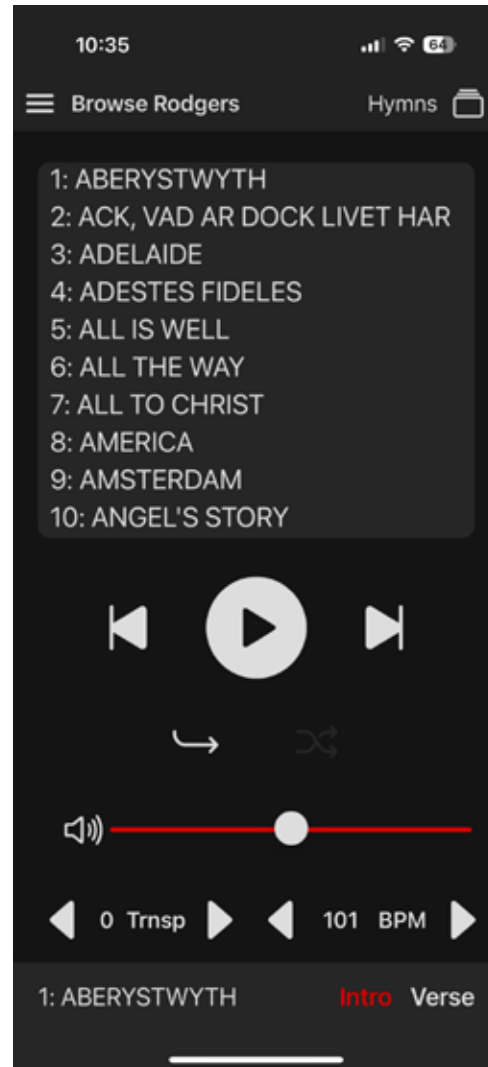 10:35 64
Browse Rodgers Hymns
1: ABERYSTWYTH
2: ACK, VAD AR DOCK LIVET HAR
3: ADELAIDE
4: ADESTES FIDELES
5: ALL IS WELL
6: ALL THE WAY
7: ALL TO CHRIST
8: AMERICA
9: AMSTERDAM
10: ANGEL'S STORY
0 Trnsp 101 BPM
1: ABERYSTWYTH Intro Verse